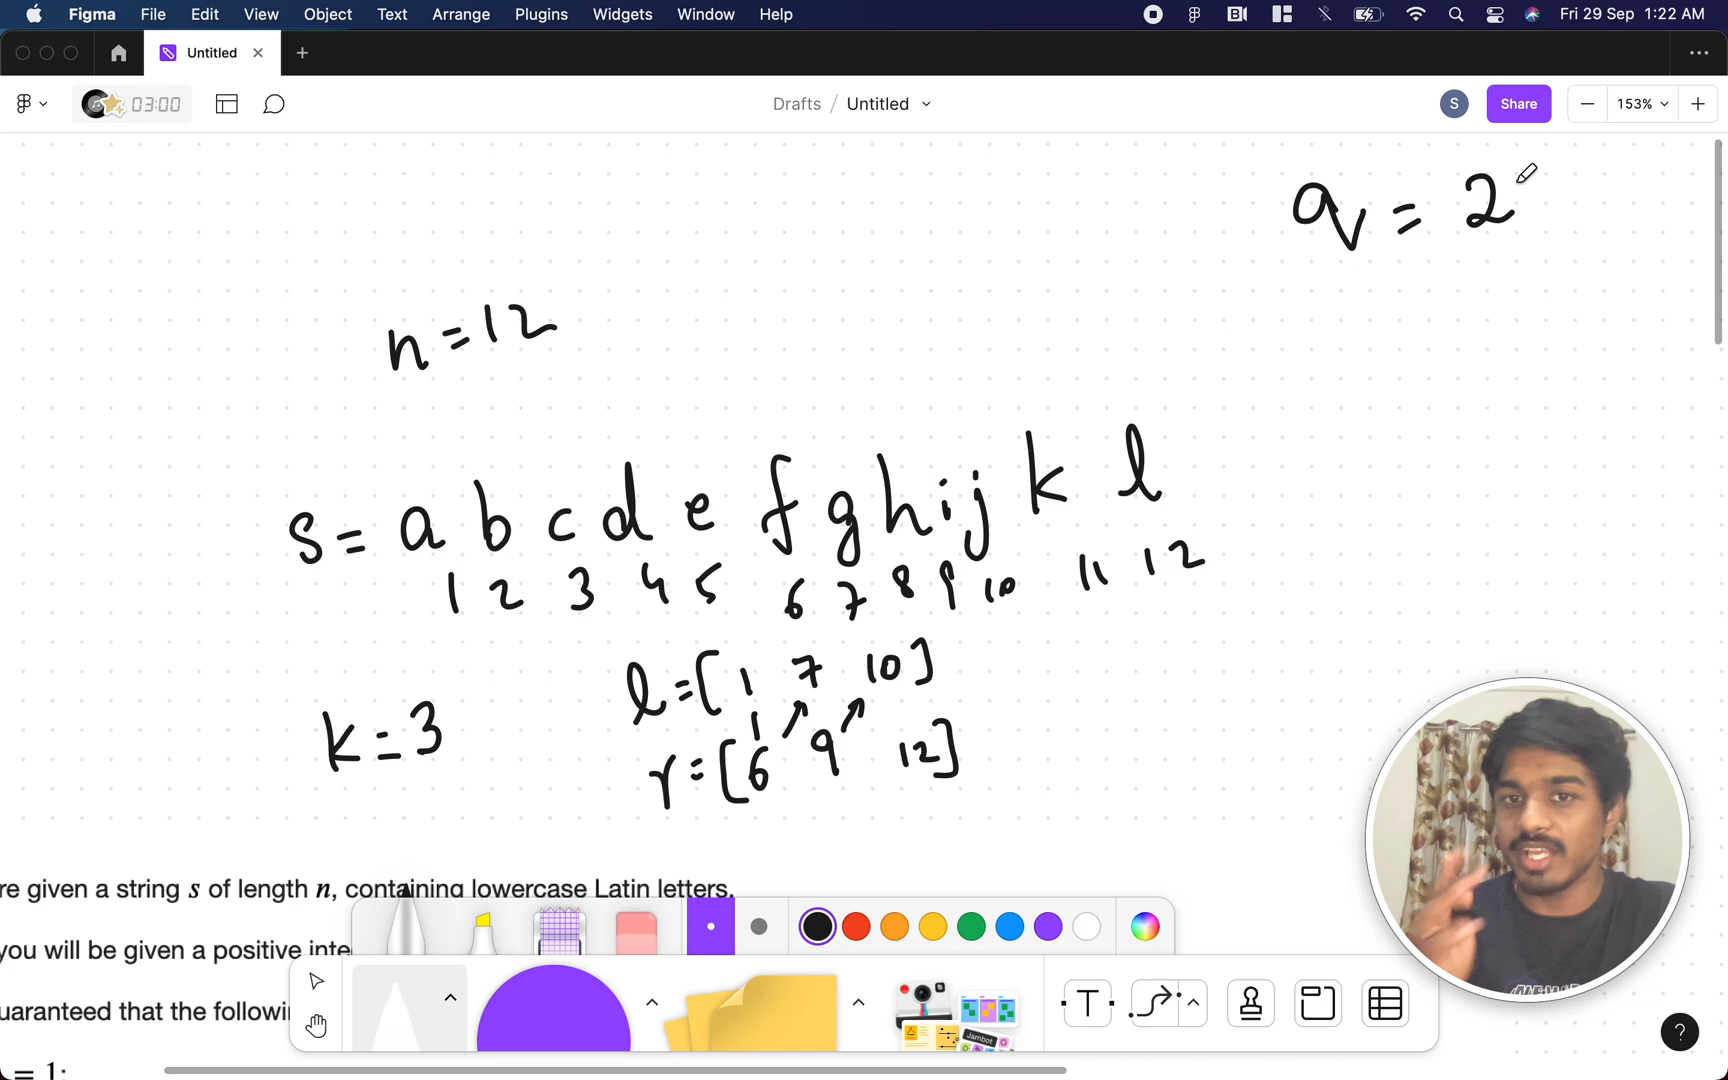 Figma File Edit View Object Text Arrange Plugins Widgets Window Help Fri 29 Sep 1:22 AM
Untitled
03:00 Drafts / Untitled S Share 153%
q = 2
n = 12
s = a b c d e f g h i j k l
1 2 3 4 5 6 7 8 9 10 11 12
l = [ 1 7 10 ]
k = 3
r = [ 6 9 12 ]
re given a string s of length n, containing lowercase Latin letters.
you will be given a positive inte
uaranteed that the followin
= 1:
T
Jambot
?